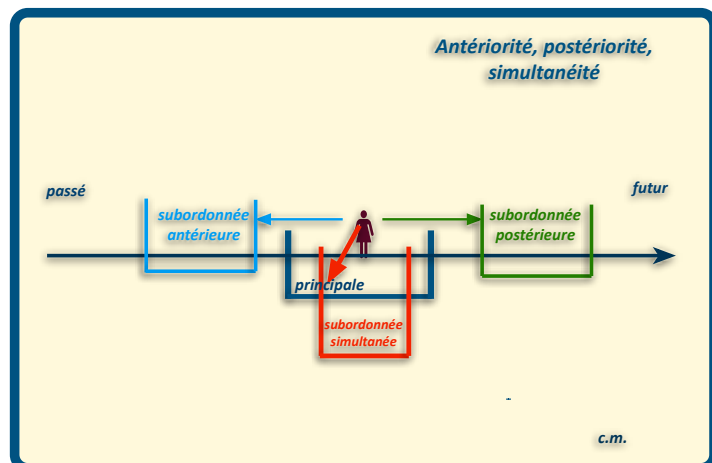 Antériorité, postériorité,
simultanéité
passé
futur
subordonnée
antérieure
subordonnée
postérieure
principale
subordonnée
simultanée
c.m.